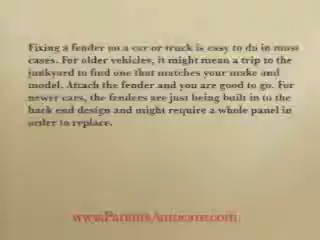 Fixing a fender on a car or truck is easy to do in most
cases. For older vehicles, it might mean a trip to the
junkyard to find one that matches your make and
model. Attach the fender and you are good to go. For
newer cars, the fenders are just being built in to the
back end design and might require a whole panel in
order to replace.